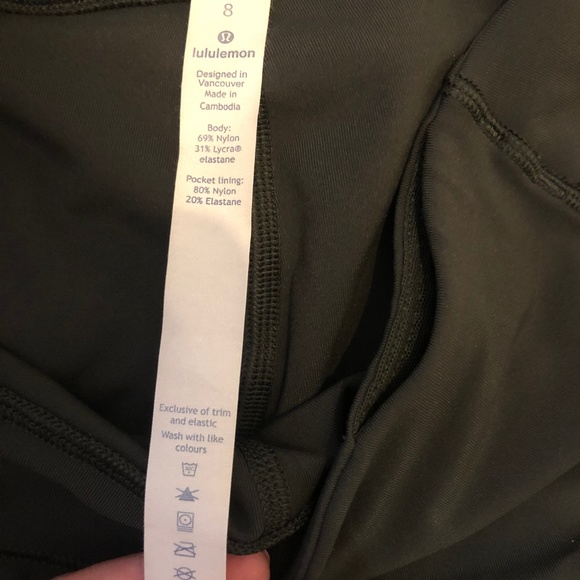 8
lululemon
Designed in
Vancouver
Made in
Cambodia
Body:
69% Nylon
31% Lycra®
elastane
Pocket lining:
80% Nylon
20% Elastane
Exclusive of trim
and elastic
Wash with like
colours